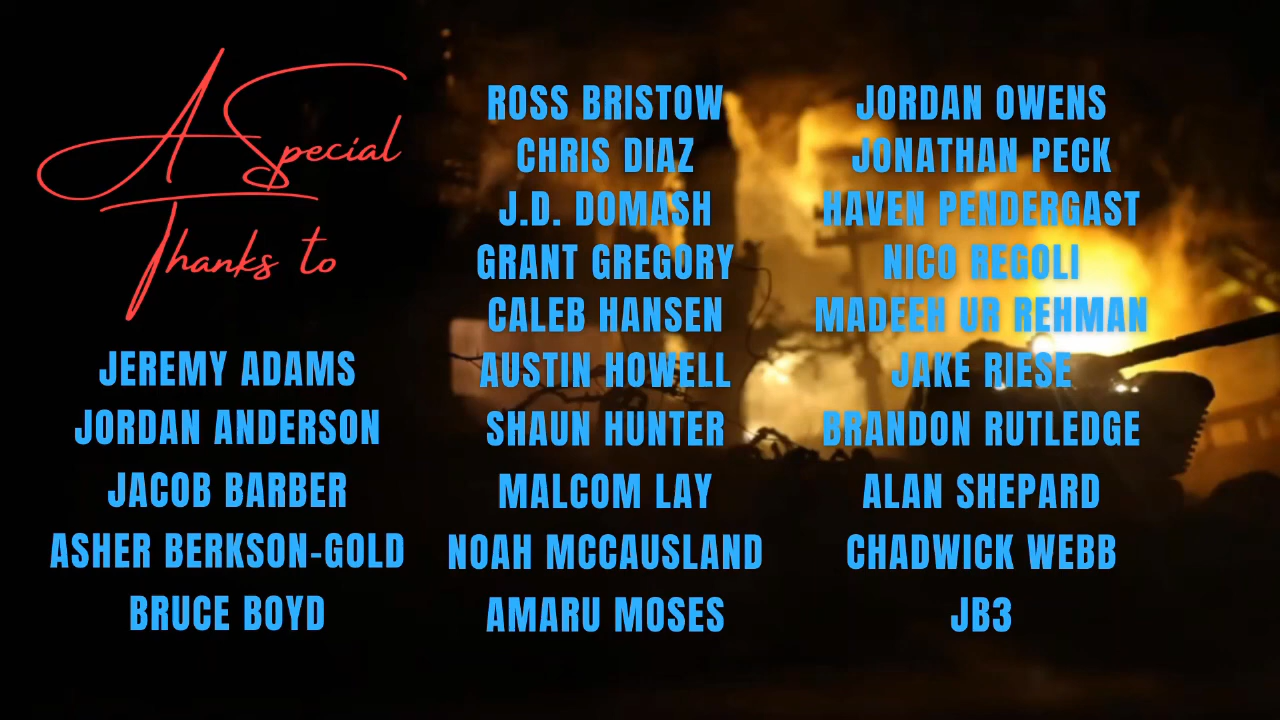 A Special
Thanks to
JEREMY ADAMS
JORDAN ANDERSON
JACOB BARBER
ASHER BERKSON-GOLD
BRUCE BOYD
ROSS BRISTOW
CHRIS DIAZ
J.D. DOMASH
GRANT GREGORY
CALEB HANSEN
AUSTIN HOWELL
SHAUN HUNTER
MALCOM LAY
NOAH MCCAUSLAND
AMARU MOSES
JORDAN OWENS
JONATHAN PECK
HAVEN PENDERGAST
NICO REGOLI
MADEEH UR REHMAN
JAKE RIESE
BRANDON RUTLEDGE
ALAN SHEPARD
CHADWICK WEBB
JB3